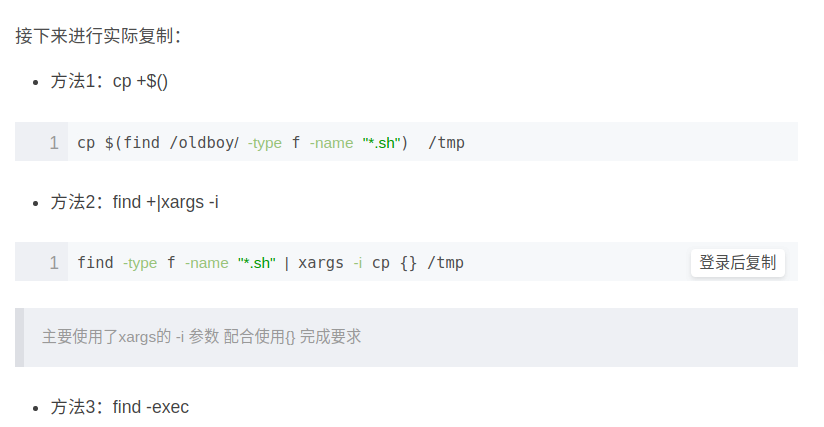 接下来进行实际复制：
• 方法1：cp +$()
1 cp $(find /oldboy/ -type f -name "*.sh")  /tmp
• 方法2：find +|xargs -i
1 find -type f -name "*.sh" | xargs -i cp {} /tmp 登录后复制
主要使用了xargs的 -i 参数 配合使用{} 完成要求
• 方法3：find -exec